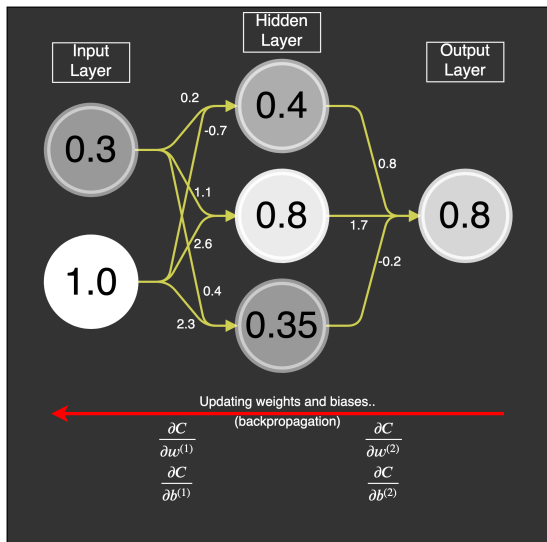 Input
Layer
Hidden
Layer
Output
Layer
0.3
1.0
0.2
-0.7
1.1
2.6
0.4
2.3
0.4
0.8
0.35
0.8
1.7
-0.2
0.8
Updating weights and biases..
(backpropagation)
∂C
∂w⁽¹⁾
∂C
∂b⁽¹⁾
∂C
∂w⁽²⁾
∂C
∂b⁽²⁾